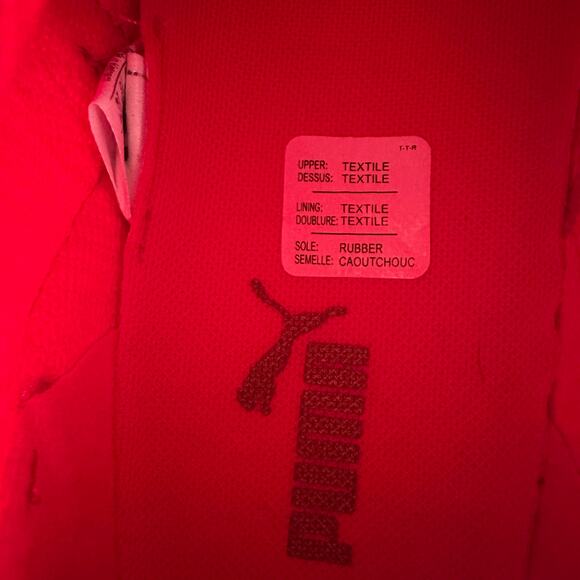 T-T-R
UPPER: TEXTILE
DESSUS: TEXTILE
LINING: TEXTILE
DOUBLURE: TEXTILE
SOLE: RUBBER
SEMELLE: CAOUTCHOUC
PUMA